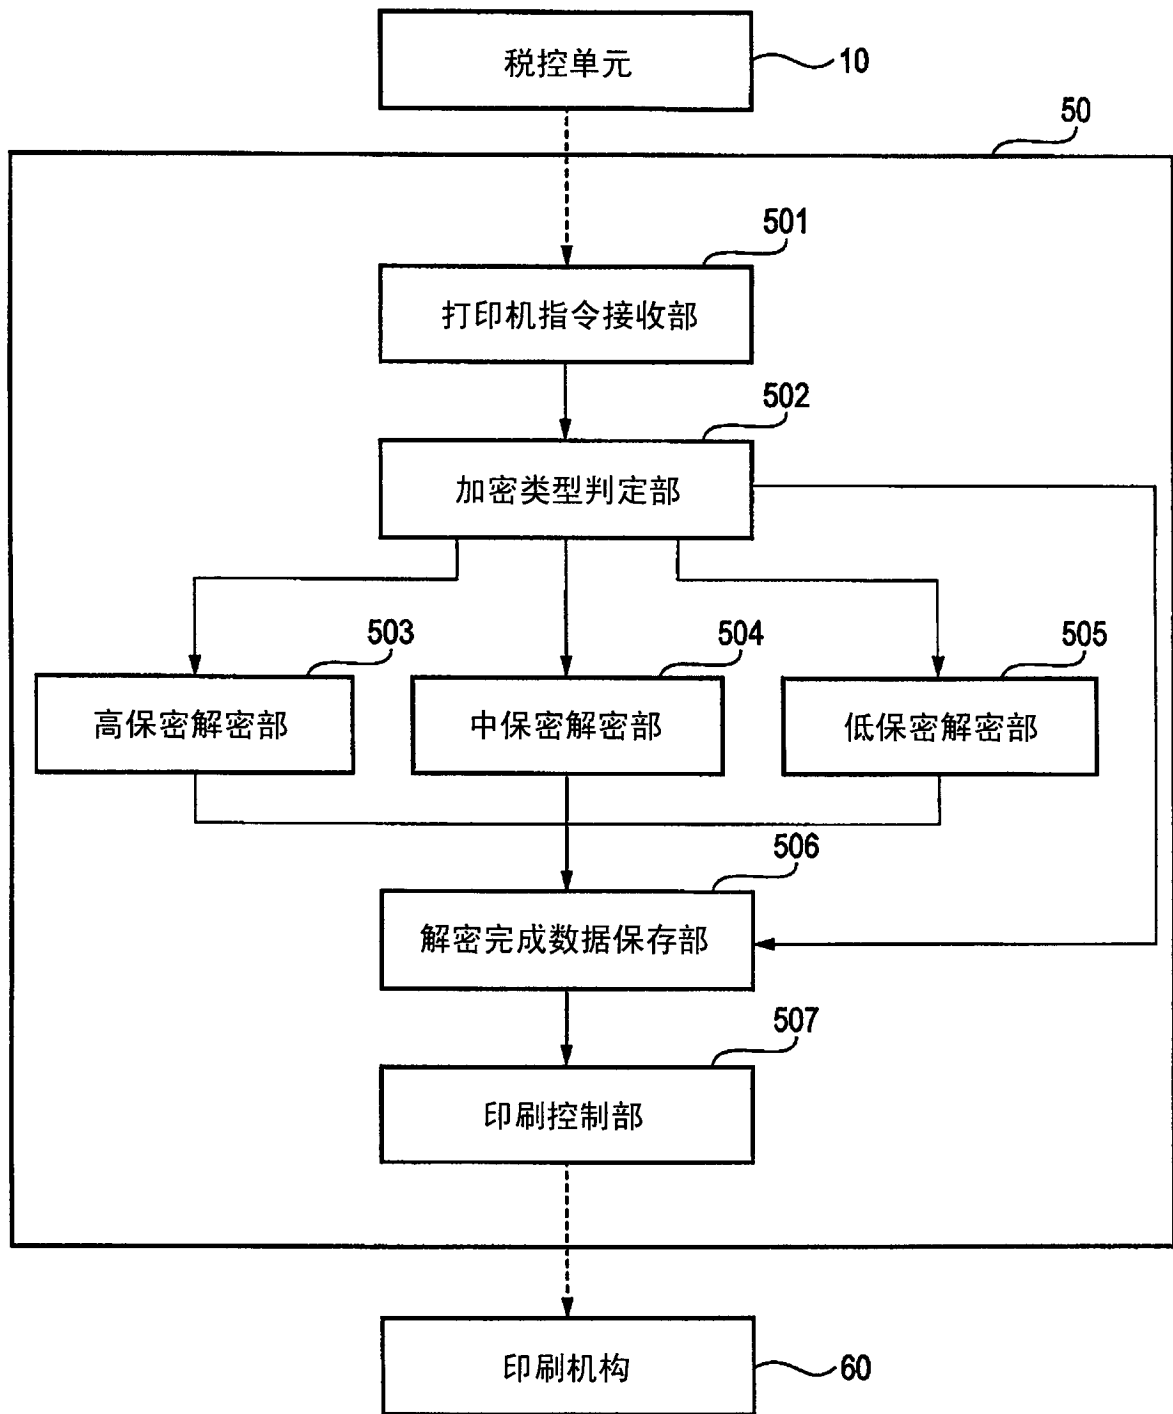 税控单元
10
50
501
打印机指令接收部
502
加密类型判定部
503
504
505
高保密解密部
中保密解密部
低保密解密部
506
解密完成数据保存部
507
印刷控制部
印刷机构
60